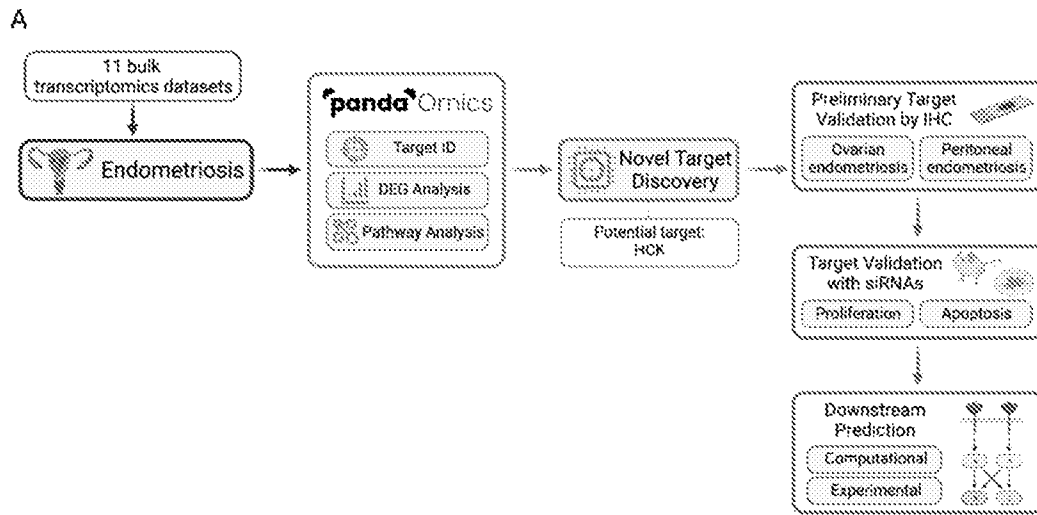 A
11 bulk
transcriptomics datasets
Endometriosis
panda Omics
Target ID
DEG Analysis
Pathway Analysis
Novel Target
Discovery
Potential target:
HCK
Preliminary Target
Validation by IHC
Ovarian
endometriosis
Peritoneal
endometriosis
Target Validation
with siRNAs
Proliferation
Apoptosis
Downstream
Prediction
Computational
Experimental